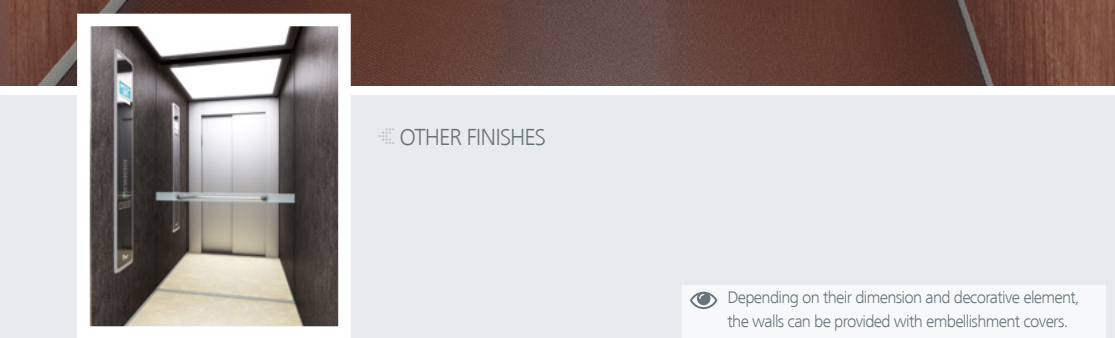 OTHER FINISHES
Depending on their dimension and decorative element,
the walls can be provided with embellishment covers.